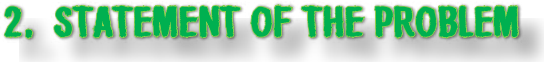 2. STATEMENT OF THE PROBLEM